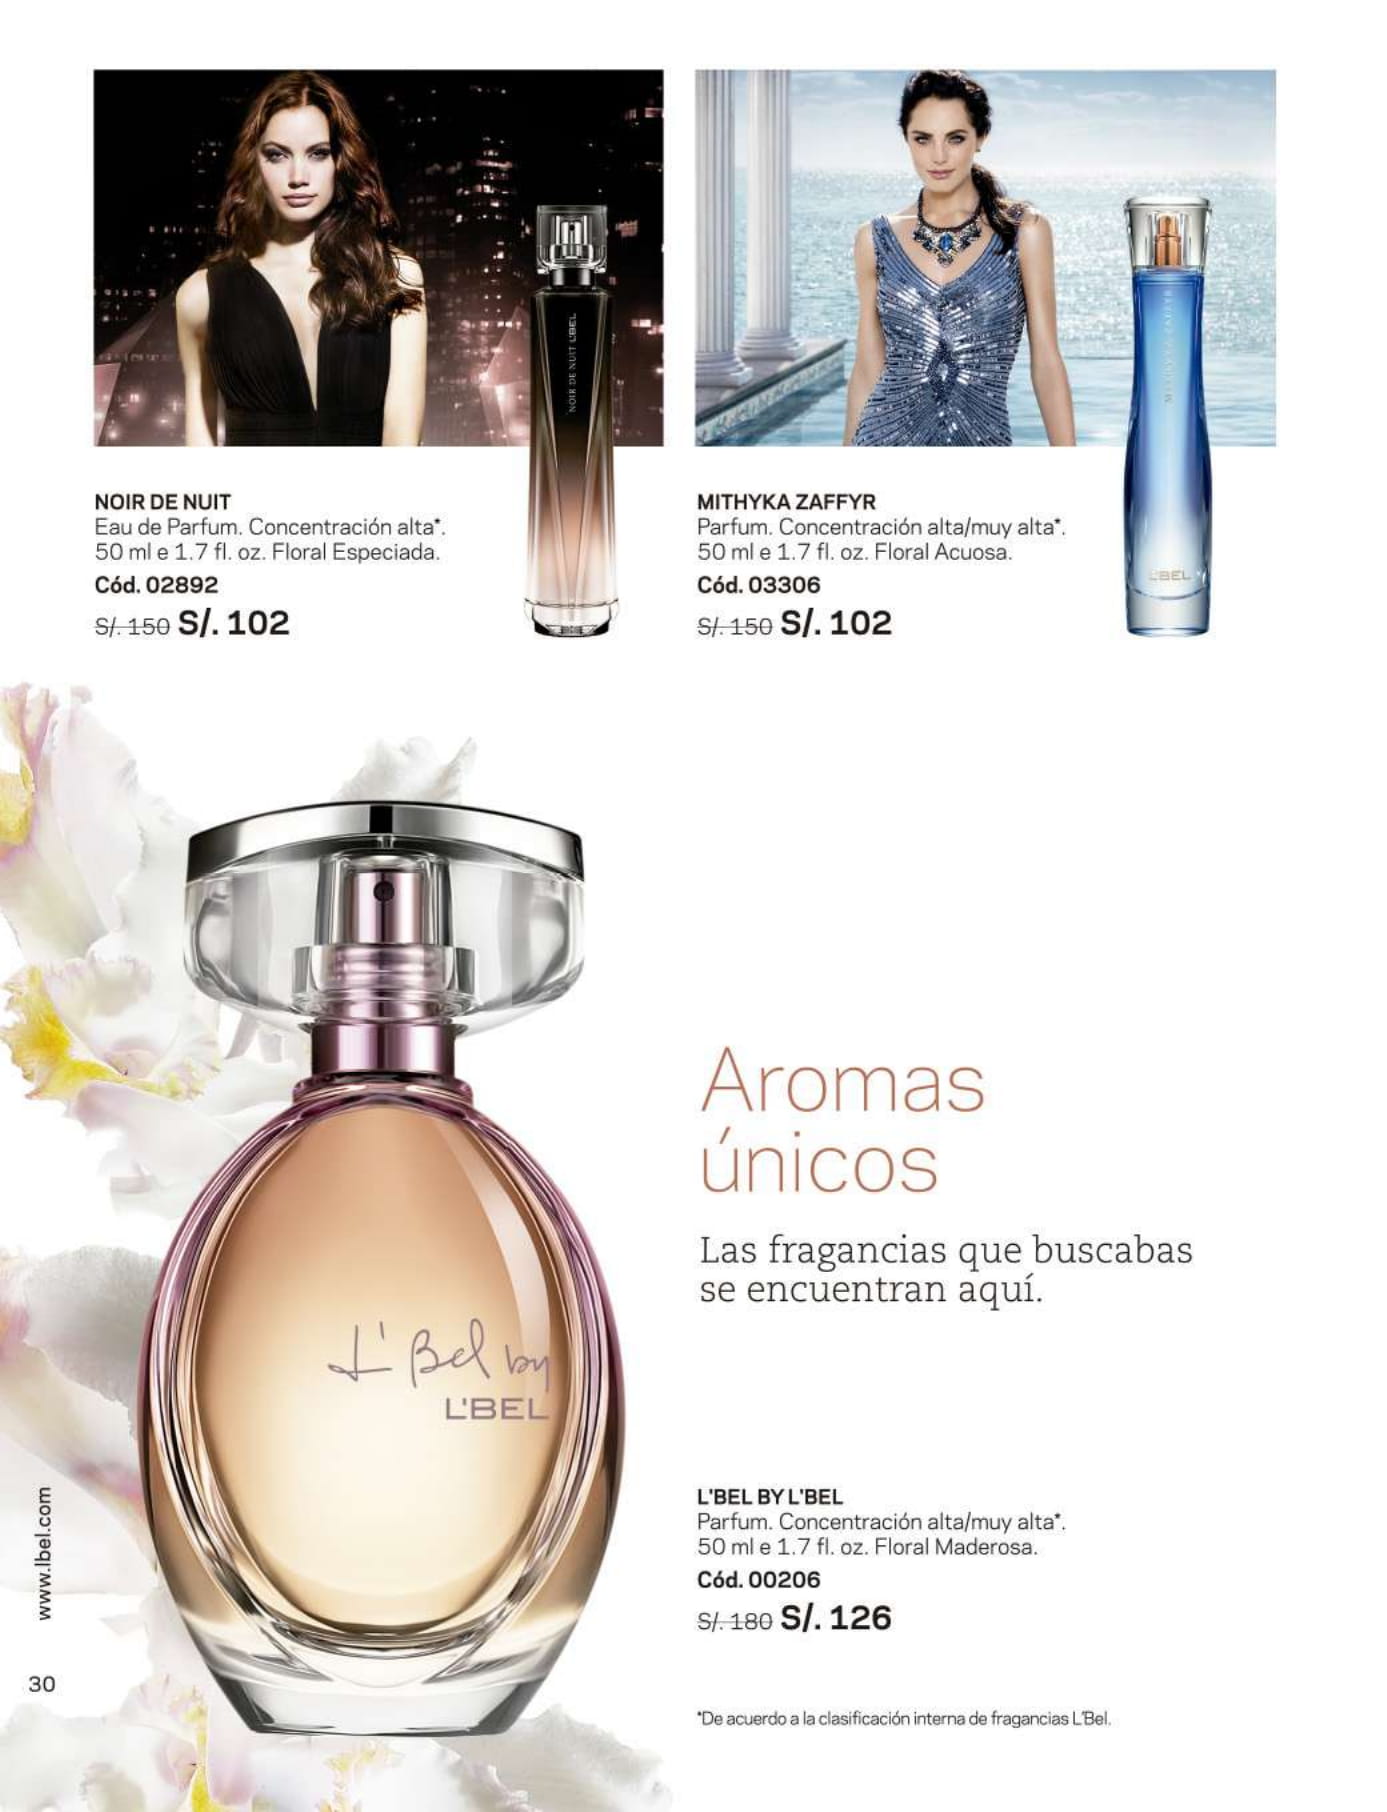 NOIR DE NUIT L'BEL
NOIR DE NUIT
Eau de Parfum. Concentración alta*.
50 ml e 1.7 fl. oz. Floral Especiada.
Cód. 02892
S/. 150 S/. 102
MITHYKA ZAFFYR
L'BEL
MITHYKA ZAFFYR
Parfum. Concentración alta/muy alta*.
50 ml e 1.7 fl. oz. Floral Acuosa.
Cód. 03306
S/. 150 S/. 102
Aromas
únicos
Las fragancias que buscabas
se encuentran aquí.
L'Bel by
L'BEL
L'BEL BY L'BEL
Parfum. Concentración alta/muy alta*.
50 ml e 1.7 fl. oz. Floral Maderosa.
Cód. 00206
S/. 180 S/. 126
*De acuerdo a la clasificación interna de fragancias L'Bel.
www.lbel.com
30